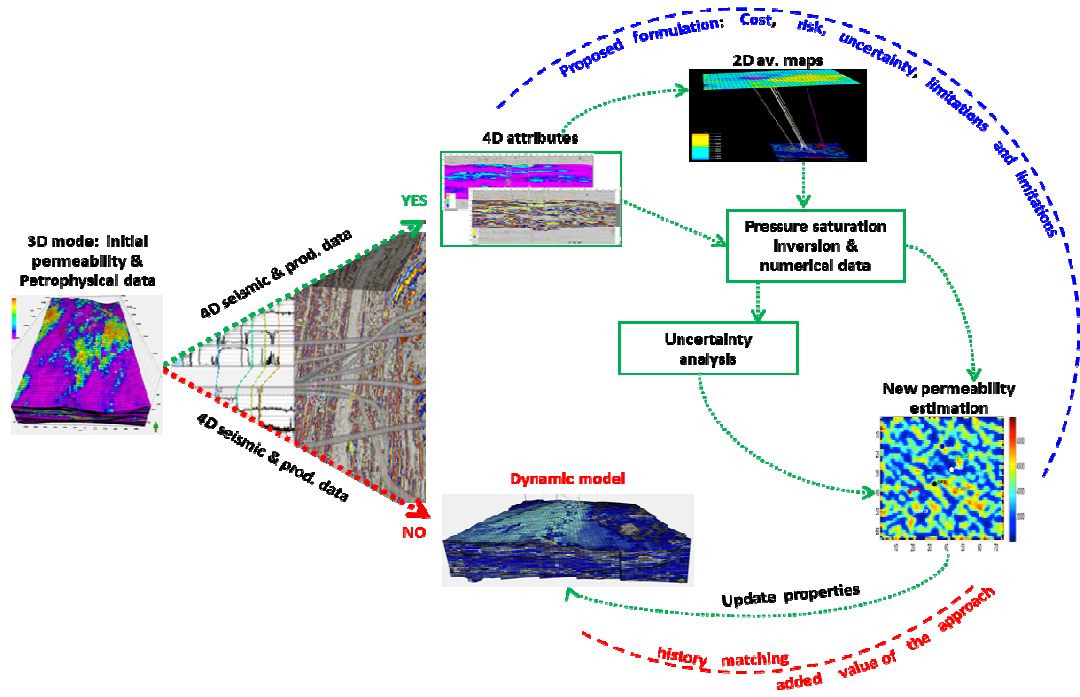 Proposed formulation: Cost, risk, uncertainty, limitations and limitations
2D av. maps
4D attributes
YES
3D mode: initial
permeability &
Petrophysical data
4D seismic & prod. data
Pressure saturation
inversion &
numerical data
Uncertainty
analysis
New permeability
estimation
4D seismic & prod. data
NO
Dynamic model
Update properties
history matching
added value of the approach